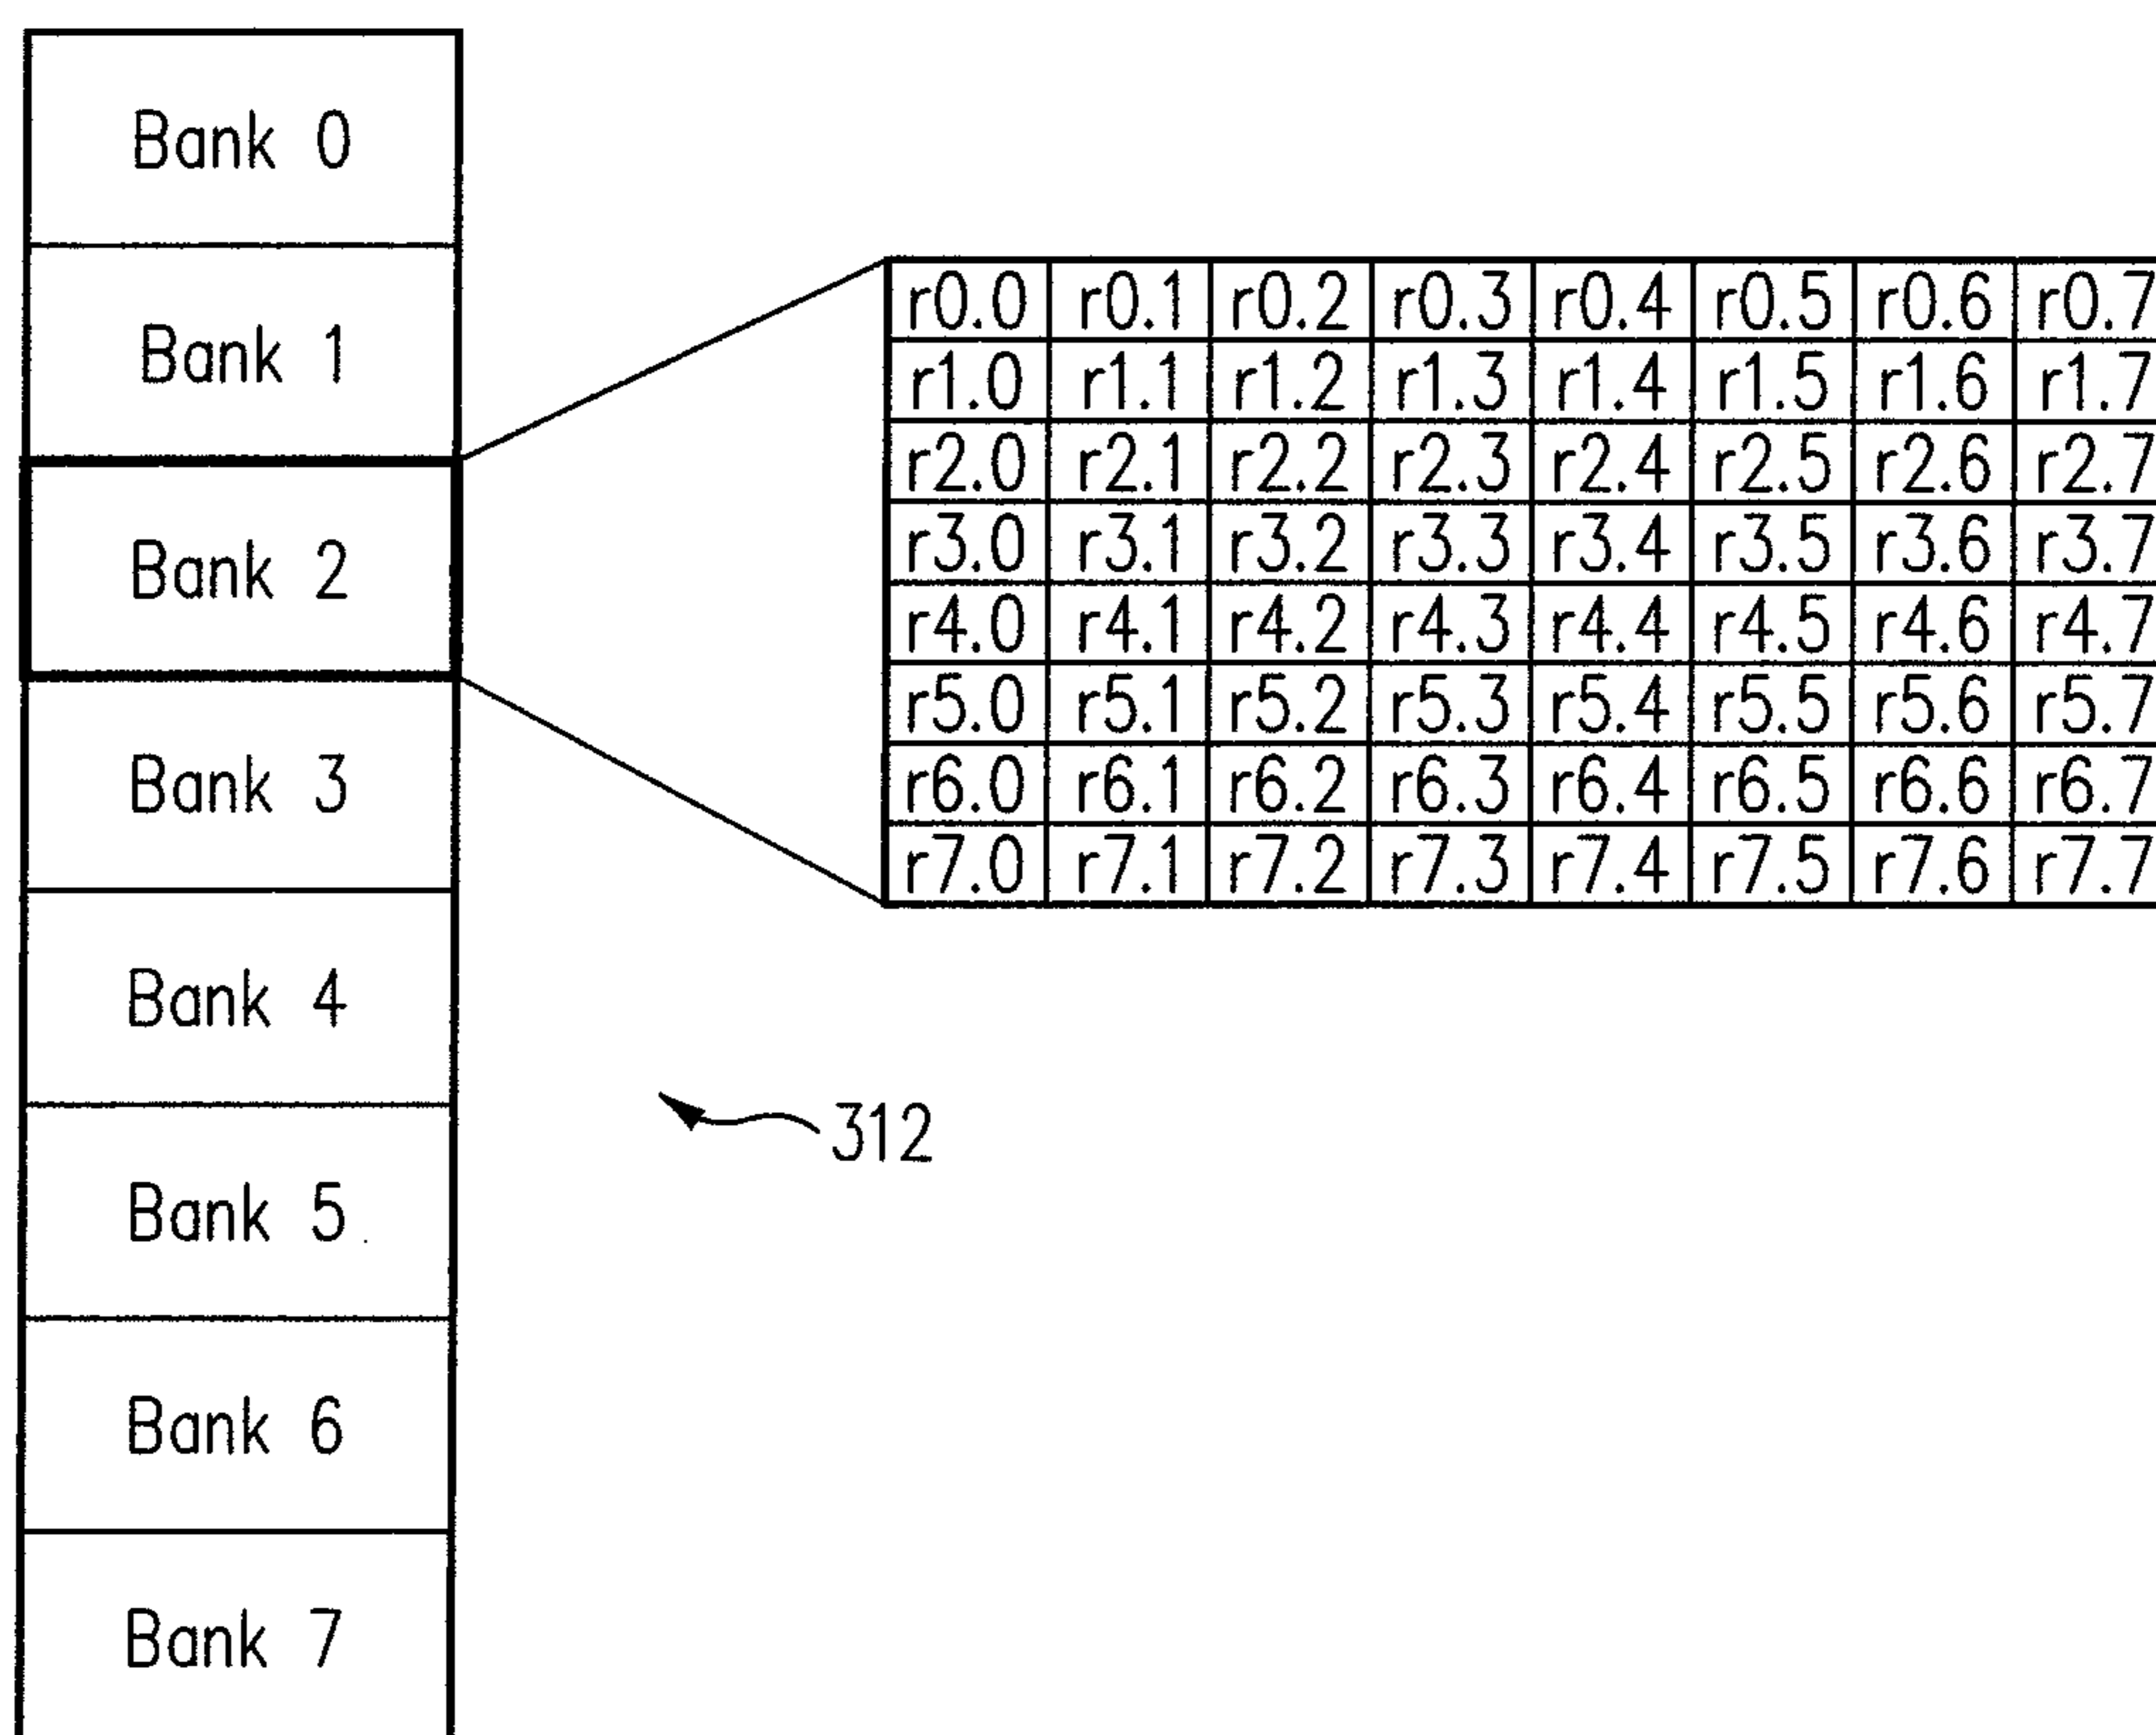 Bank 0
Bank 1
Bank 2
Bank 3
Bank 4
Bank 5
Bank 6
Bank 7
r0.0 r0.1 r0.2 r0.3 r0.4 r0.5 r0.6 r0.7
r1.0 r1.1 r1.2 r1.3 r1.4 r1.5 r1.6 r1.7
r2.0 r2.1 r2.2 r2.3 r2.4 r2.5 r2.6 r2.7
r3.0 r3.1 r3.2 r3.3 r3.4 r3.5 r3.6 r3.7
r4.0 r4.1 r4.2 r4.3 r4.4 r4.5 r4.6 r4.7
r5.0 r5.1 r5.2 r5.3 r5.4 r5.5 r5.6 r5.7
r6.0 r6.1 r6.2 r6.3 r6.4 r6.5 r6.6 r6.7
r7.0 r7.1 r7.2 r7.3 r7.4 r7.5 r7.6 r7.7
312